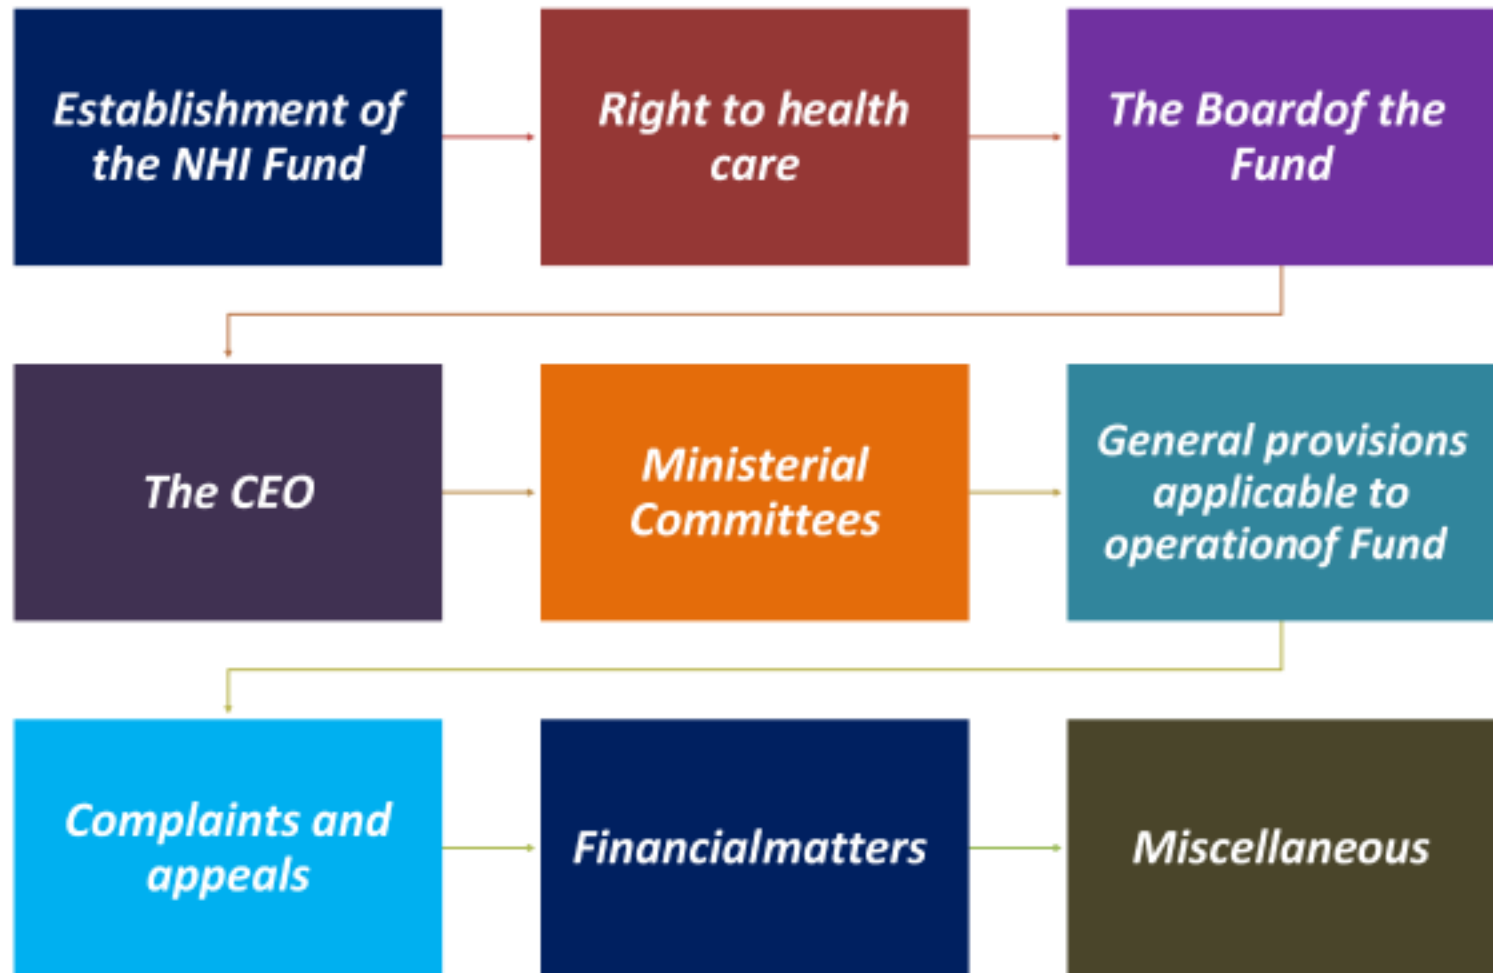 Establishment of
the NHI Fund
Right to health
care
The Boardof the
Fund
The CEO
Ministerial
Committees
General provisions
applicable to
operationof Fund
Complaints and
appeals
Financialmatters
Miscellaneous